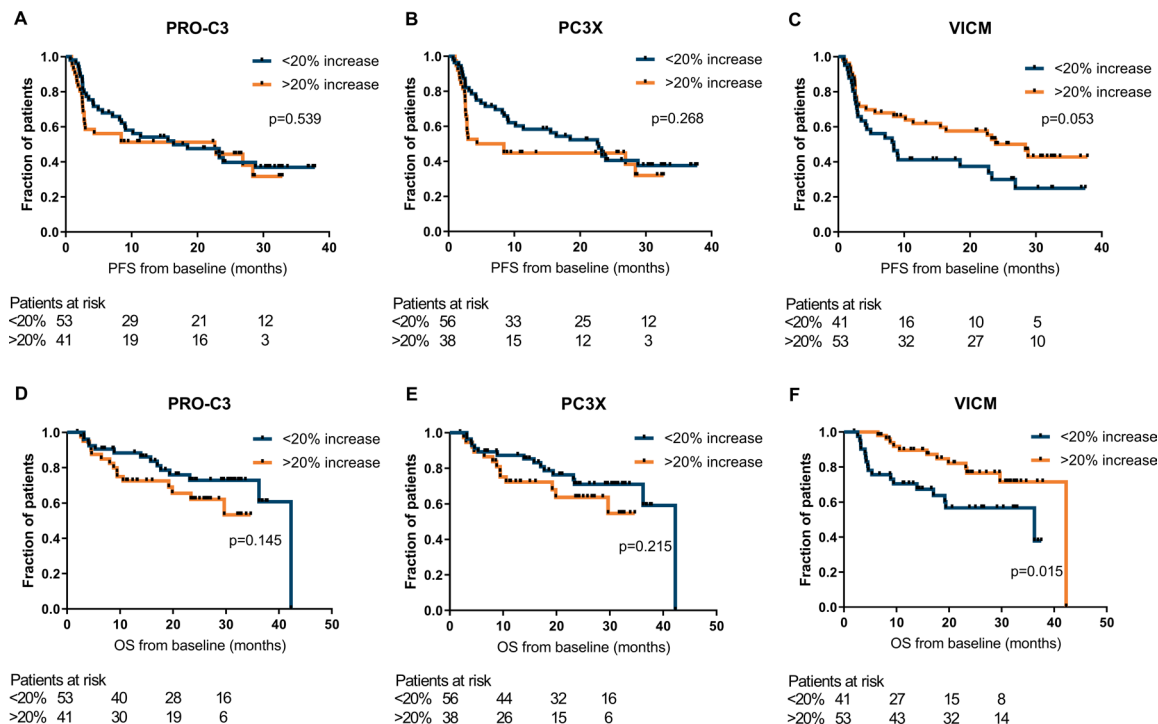 A
PRO-C3
1.0
0.8
0.6
0.4
0.2
0.0
Fraction of patients
<20% increase
>20% increase
p=0.539
0 10 20 30 40
PFS from baseline (months)
Patients at risk
<20% 53 29 21 12
>20% 41 19 16 3
B
PC3X
1.0
0.8
0.6
0.4
0.2
0.0
Fraction of patients
<20% increase
>20% increase
p=0.268
0 10 20 30 40
PFS from baseline (months)
Patients at risk
<20% 56 33 25 12
>20% 38 15 12 3
C
VICM
1.0
0.8
0.6
0.4
0.2
0.0
Fraction of patients
<20% increase
>20% increase
p=0.053
0 10 20 30 40
PFS from baseline (months)
Patients at risk
<20% 41 16 10 5
>20% 53 32 27 10
D
PRO-C3
1.0
0.8
0.6
0.4
0.2
0.0
Fraction of patients
<20% increase
>20% increase
p=0.145
0 10 20 30 40 50
OS from baseline (months)
Patients at risk
<20% 53 40 28 16
>20% 41 30 19 6
E
PC3X
1.0
0.8
0.6
0.4
0.2
0.0
Fraction of patients
<20% increase
>20% increase
p=0.215
0 10 20 30 40 50
OS from baseline (months)
Patients at risk
<20% 56 44 32 16
>20% 38 26 15 6
F
VICM
1.0
0.8
0.6
0.4
0.2
0.0
Fraction of patients
<20% increase
>20% increase
p=0.015
0 10 20 30 40 50
OS from baseline (months)
Patients at risk
<20% 41 27 15 8
>20% 53 43 32 14